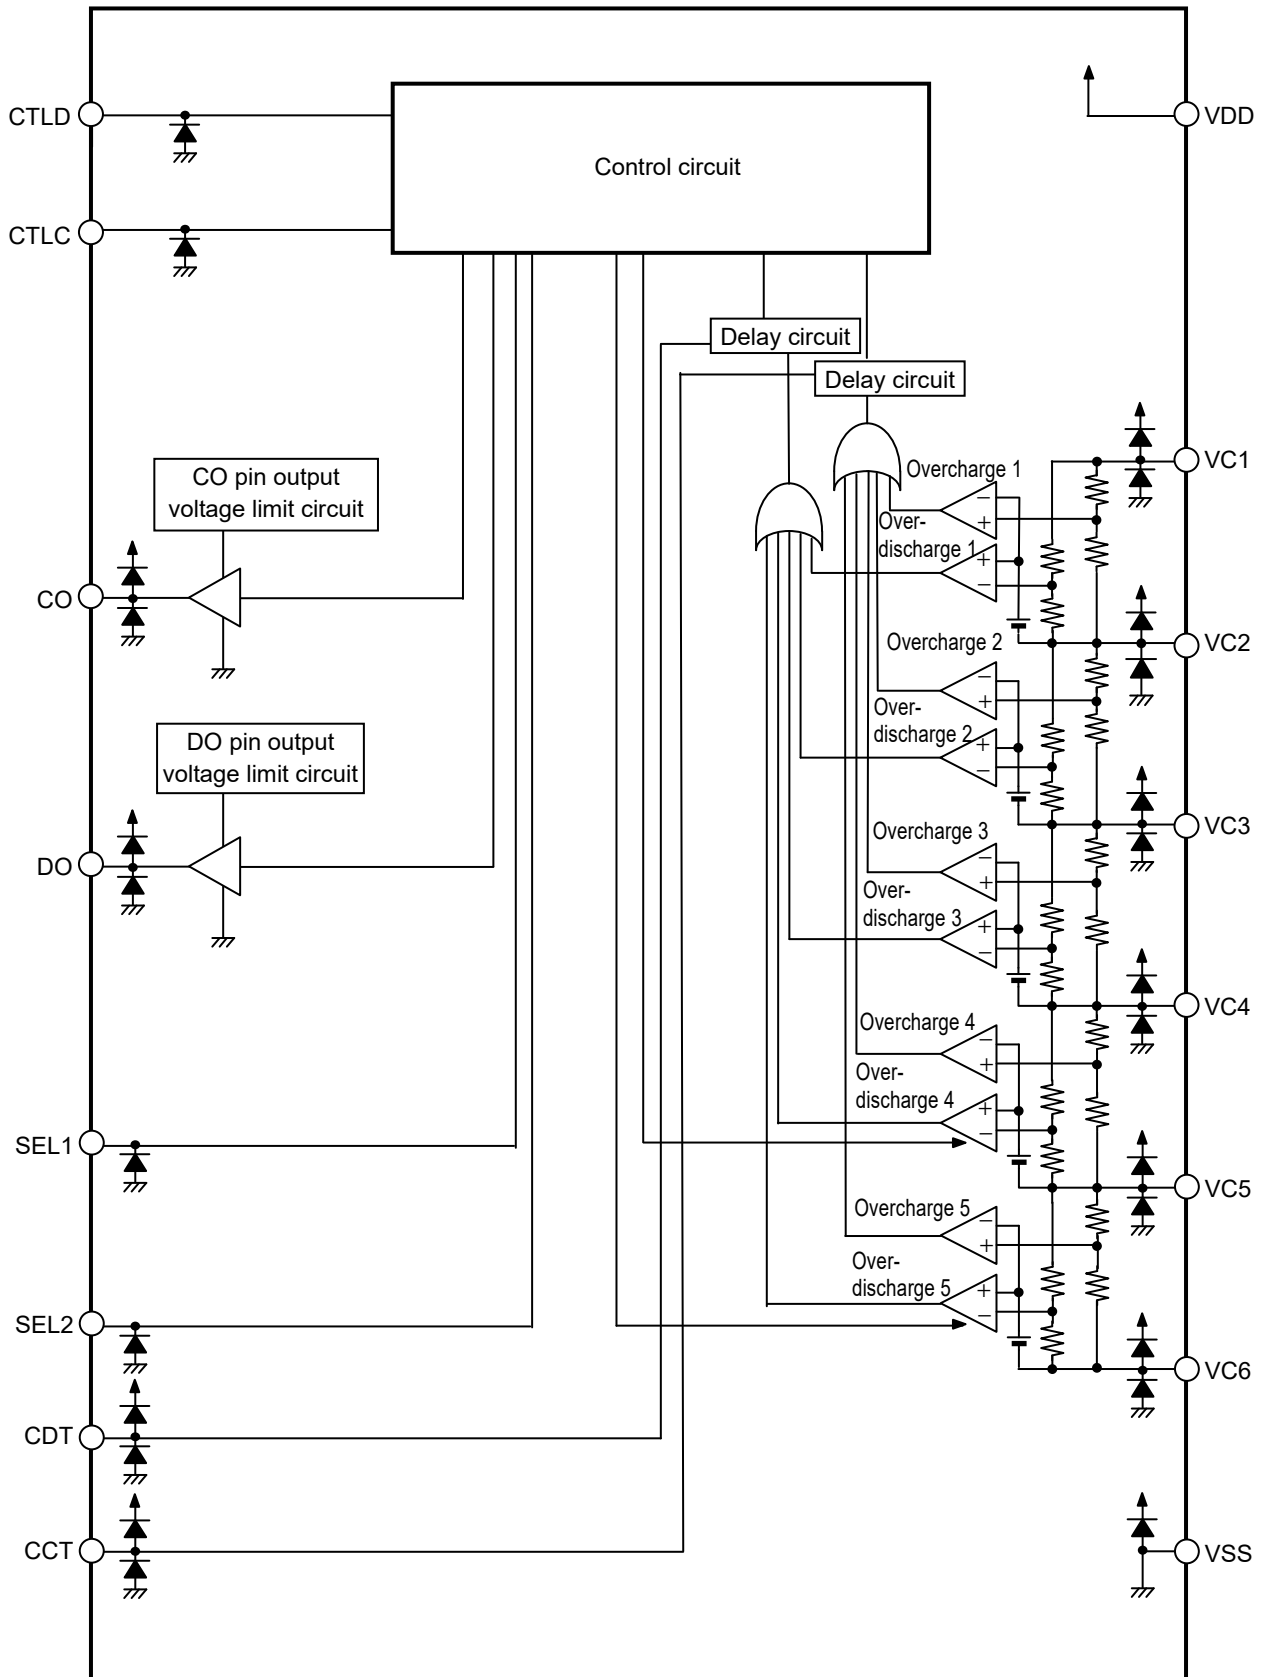 CTLD
Control circuit
VDD
CTLC
Delay circuit
Delay circuit
CO pin output
voltage limit circuit
Overcharge 1
−
+
VC1
Over-
discharge 1
+
−
CO
Overcharge 2
−
+
VC2
Over-
discharge 2
+
−
DO pin output
voltage limit circuit
Overcharge 3
−
+
VC3
DO
Over-
discharge 3
+
−
Overcharge 4
−
+
VC4
Over-
discharge 4
+
−
SEL1
Overcharge 5
−
+
VC5
Over-
discharge 5
+
−
SEL2
VC6
CDT
CCT
VSS